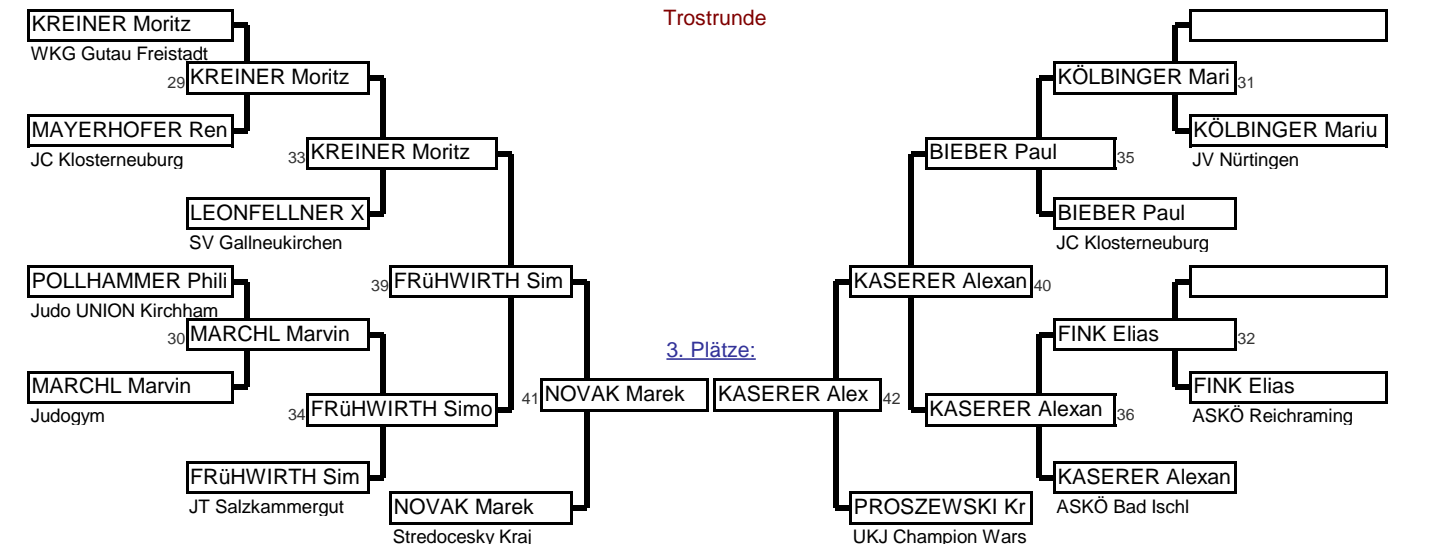 Trostrunde
KREINER Moritz
WKG Gutau Freistadt
29 KREINER Moritz
MAYERHOFER Ren
JC Klosterneuburg
33 KREINER Moritz
LEONFELLNER X
SV Gallneukirchen
POLLHAMMER Phili
Judo UNION Kirchham
30 MARCHL Marvin
MARCHL Marvin
Judogym
34 FRüHWIRTH Simo
FRüHWIRTH Sim
JT Salzkammergut
39 FRüHWIRTH Sim
41 NOVAK Marek
NOVAK Marek
Stredocesky Kraj
3. Plätze:
KASERER Alex 42
PROSZEWSKI Kr
UKJ Champion Wars
KASERER Alexan 40
BIEBER Paul 35
KÖLBINGER Mari 31
KÖLBINGER Mariu
JV Nürtingen
BIEBER Paul
JC Klosterneuburg
FINK Elias 32
FINK Elias
ASKÖ Reichraming
KASERER Alexan 36
KASERER Alexan
ASKÖ Bad Ischl